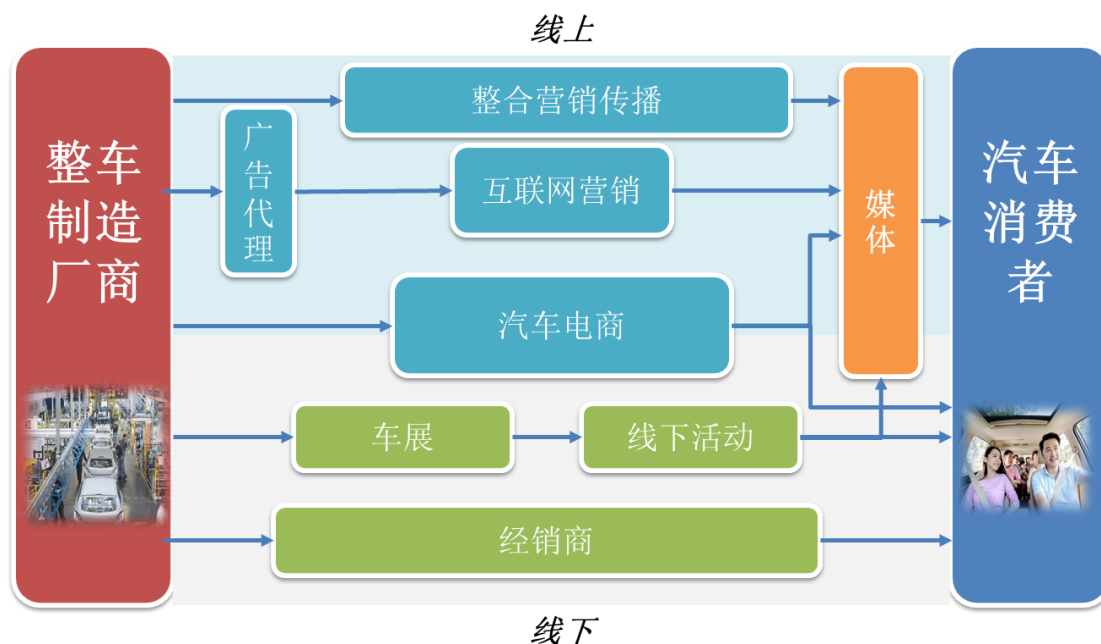 线上
整车
制造
厂商
整合营销传播
广
告
代
理
互联网营销
媒
体
汽车
消费
者
汽车电商
车展
线下活动
经销商
线下